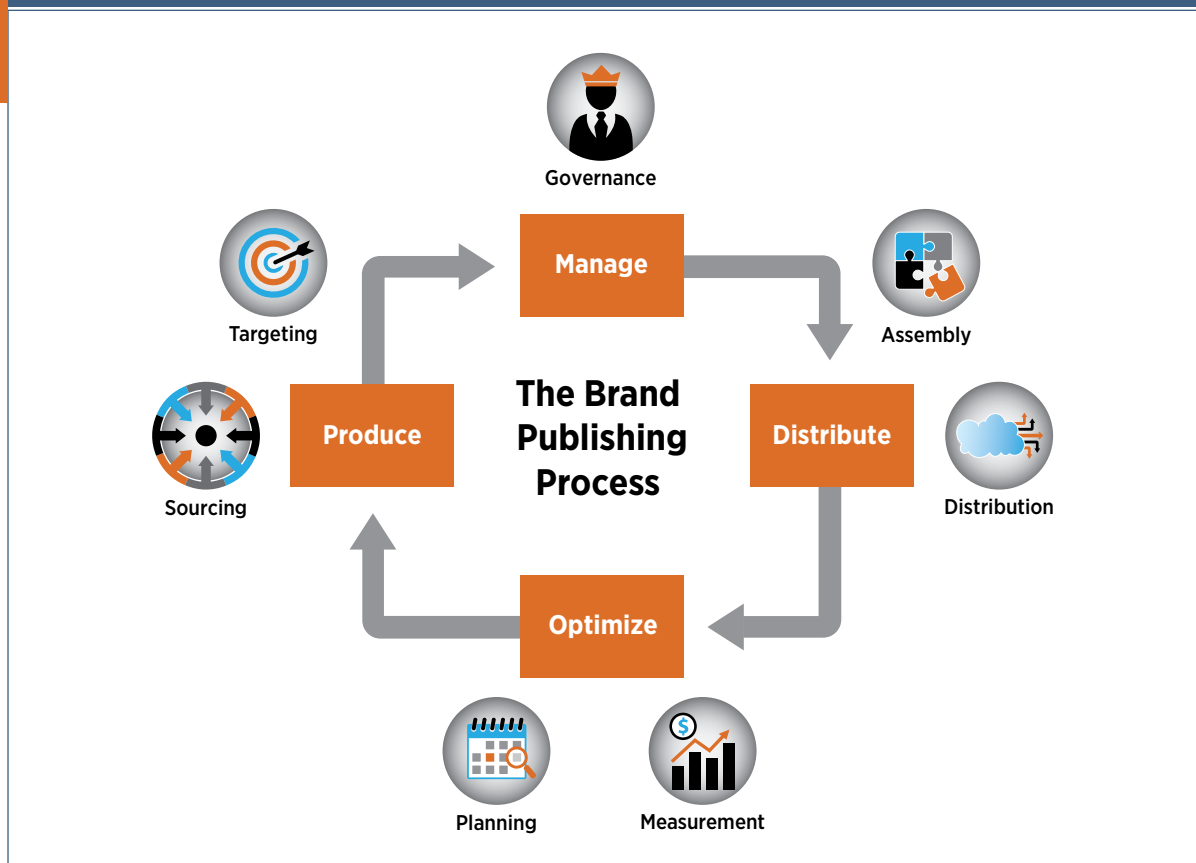 Governance
Manage
Targeting
Assembly
The Brand
Publishing
Process
Produce
Distribute
Sourcing
Distribution
Optimize
Planning
Measurement
$